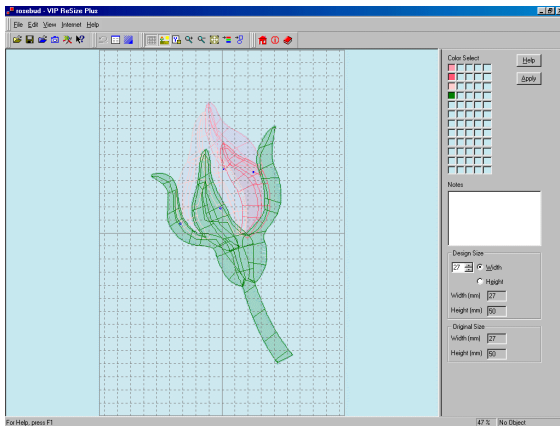 rosebud - VIP ReSize Plus
File Edit View Internet Help
Color Select
Help
Apply
Notes
Design Size
27 Width
Height
Width (mm) 27
Height (mm) 50
Original Size
Width (mm) 27
Height (mm) 50
For Help, press F1
47 % No Object